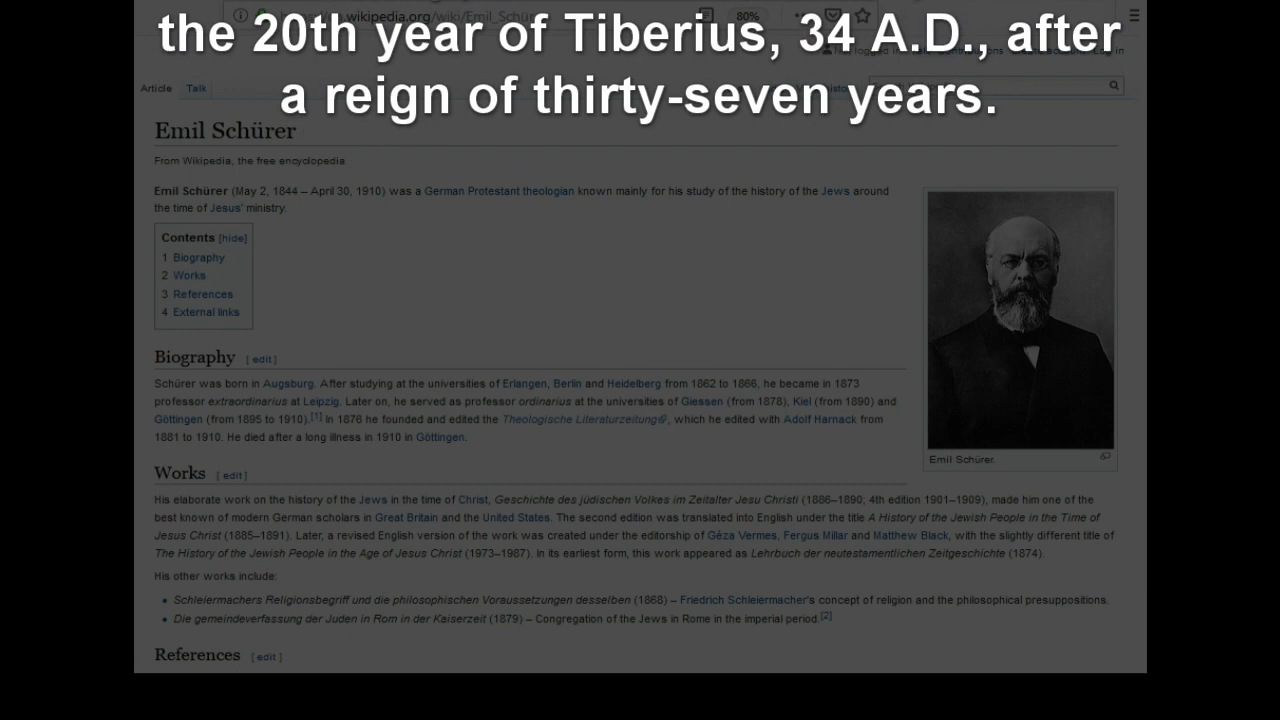 .wikipedia.org/wiki/Emil_Schür
80%
the 20th year of Tiberius, 34 A.D., after
a reign of thirty-seven years.
Article Talk
Emil Schürer
From Wikipedia, the free encyclopedia
Emil Schürer (May 2, 1844 – April 30, 1910) was a German Protestant theologian known mainly for his study of the history of the Jews around
the time of Jesus' ministry.
Contents [hide]
1 Biography
2 Works
3 References
4 External links
Emil Schürer.
Biography [ edit ]
Schürer was born in Augsburg. After studying at the universities of Erlangen, Berlin and Heidelberg from 1862 to 1866, he became in 1873
professor extraordinarius at Leipzig. Later on, he served as professor ordinarius at the universities of Giessen (from 1878), Kiel (from 1890) and
Göttingen (from 1895 to 1910).[1] In 1876 he founded and edited the Theologische Literaturzeitung, which he edited with Adolf Harnack from
1881 to 1910. He died after a long illness in 1910 in Göttingen.
Works [ edit ]
His elaborate work on the history of the Jews in the time of Christ, Geschichte des jüdischen Volkes im Zeitalter Jesu Christi (1886–1890; 4th edition 1901–1909), made him one of the
best known of modern German scholars in Great Britain and the United States. The second edition was translated into English under the title A History of the Jewish People in the Time of
Jesus Christ (1885–1891). Later, a revised English version of the work was created under the editorship of Géza Vermes, Fergus Millar and Matthew Black, with the slightly different title of
The History of the Jewish People in the Age of Jesus Christ (1973–1987). In its earliest form, this work appeared as Lehrbuch der neutestamentlichen Zeitgeschichte (1874).
His other works include:
• Schleiermachers Religionsbegriff und die philosophischen Voraussetzungen desselben (1868) – Friedrich Schleiermacher's concept of religion and the philosophical presuppositions.
• Die gemeindeverfassung der Juden in Rom in der Kaiserzeit (1879) – Congregation of the Jews in Rome in the imperial period.[2]
References [ edit ]